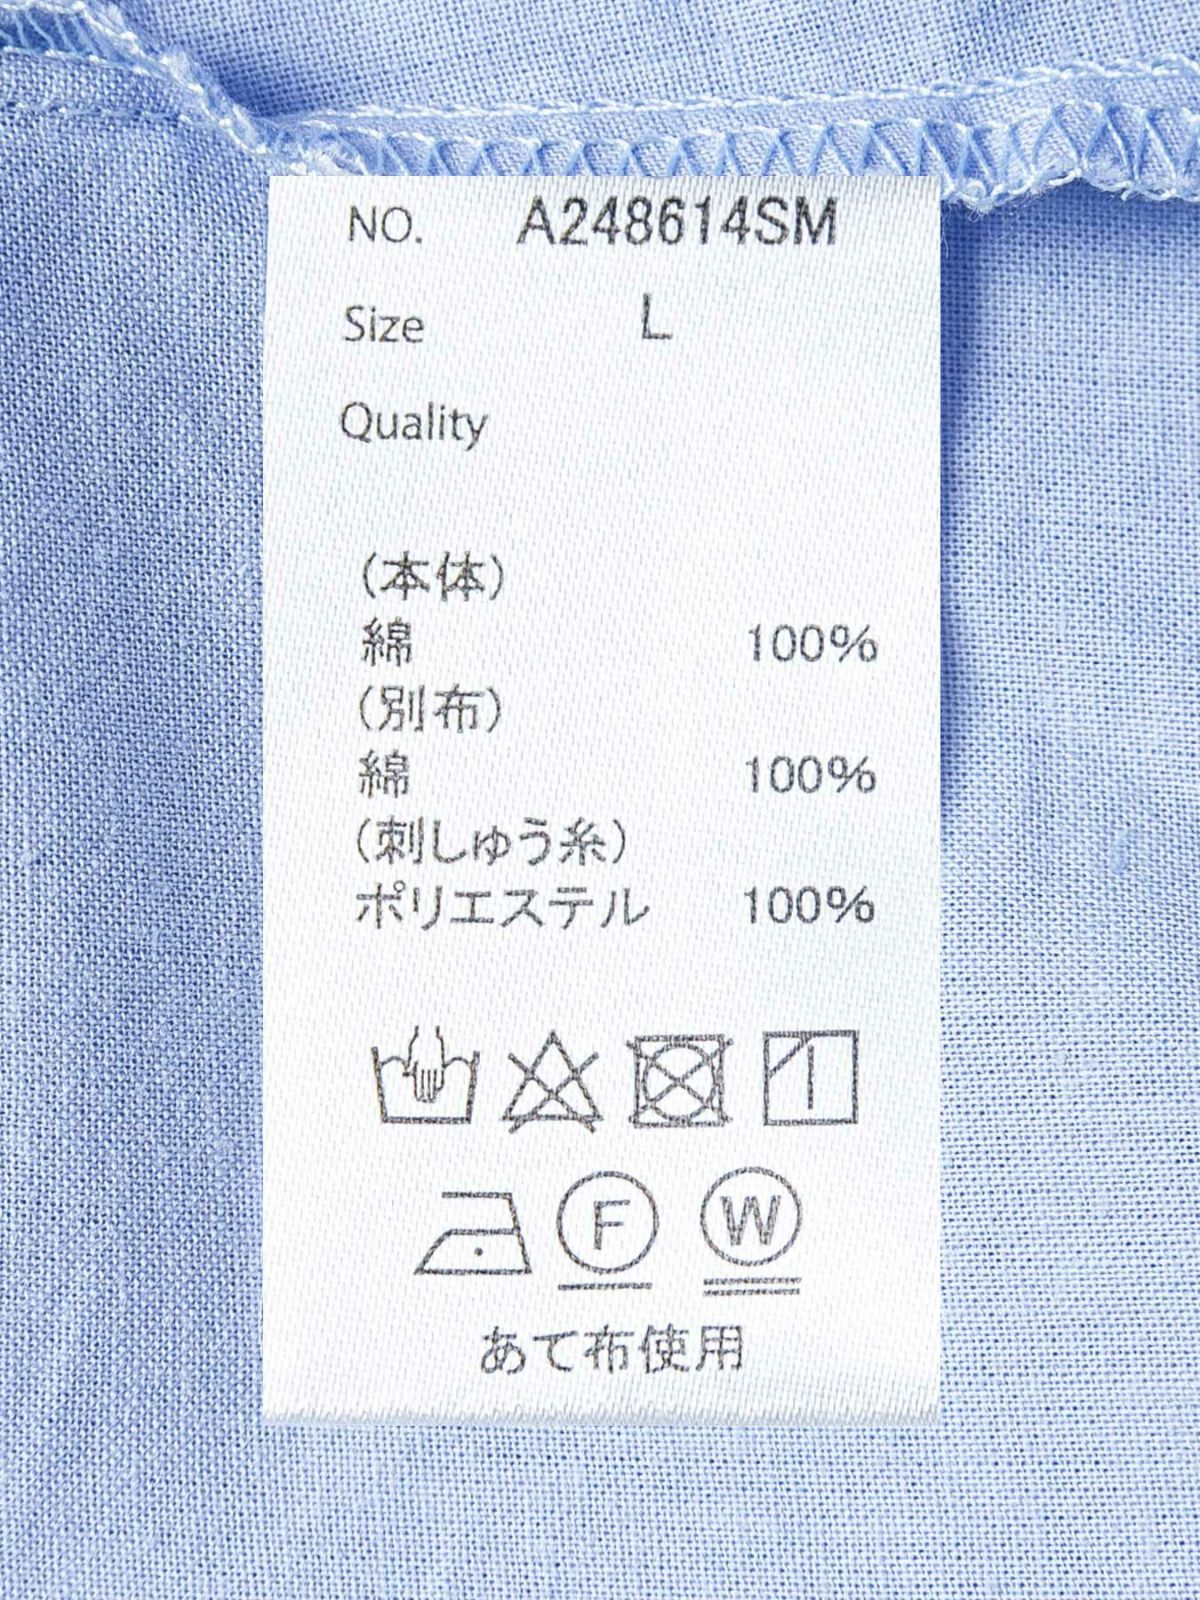 NO. A248614SM
Size L
Quality
(本体)
綿 100%
(別布)
綿 100%
(刺しゅう糸)
ポリエステル 100%
F W
あて布使用